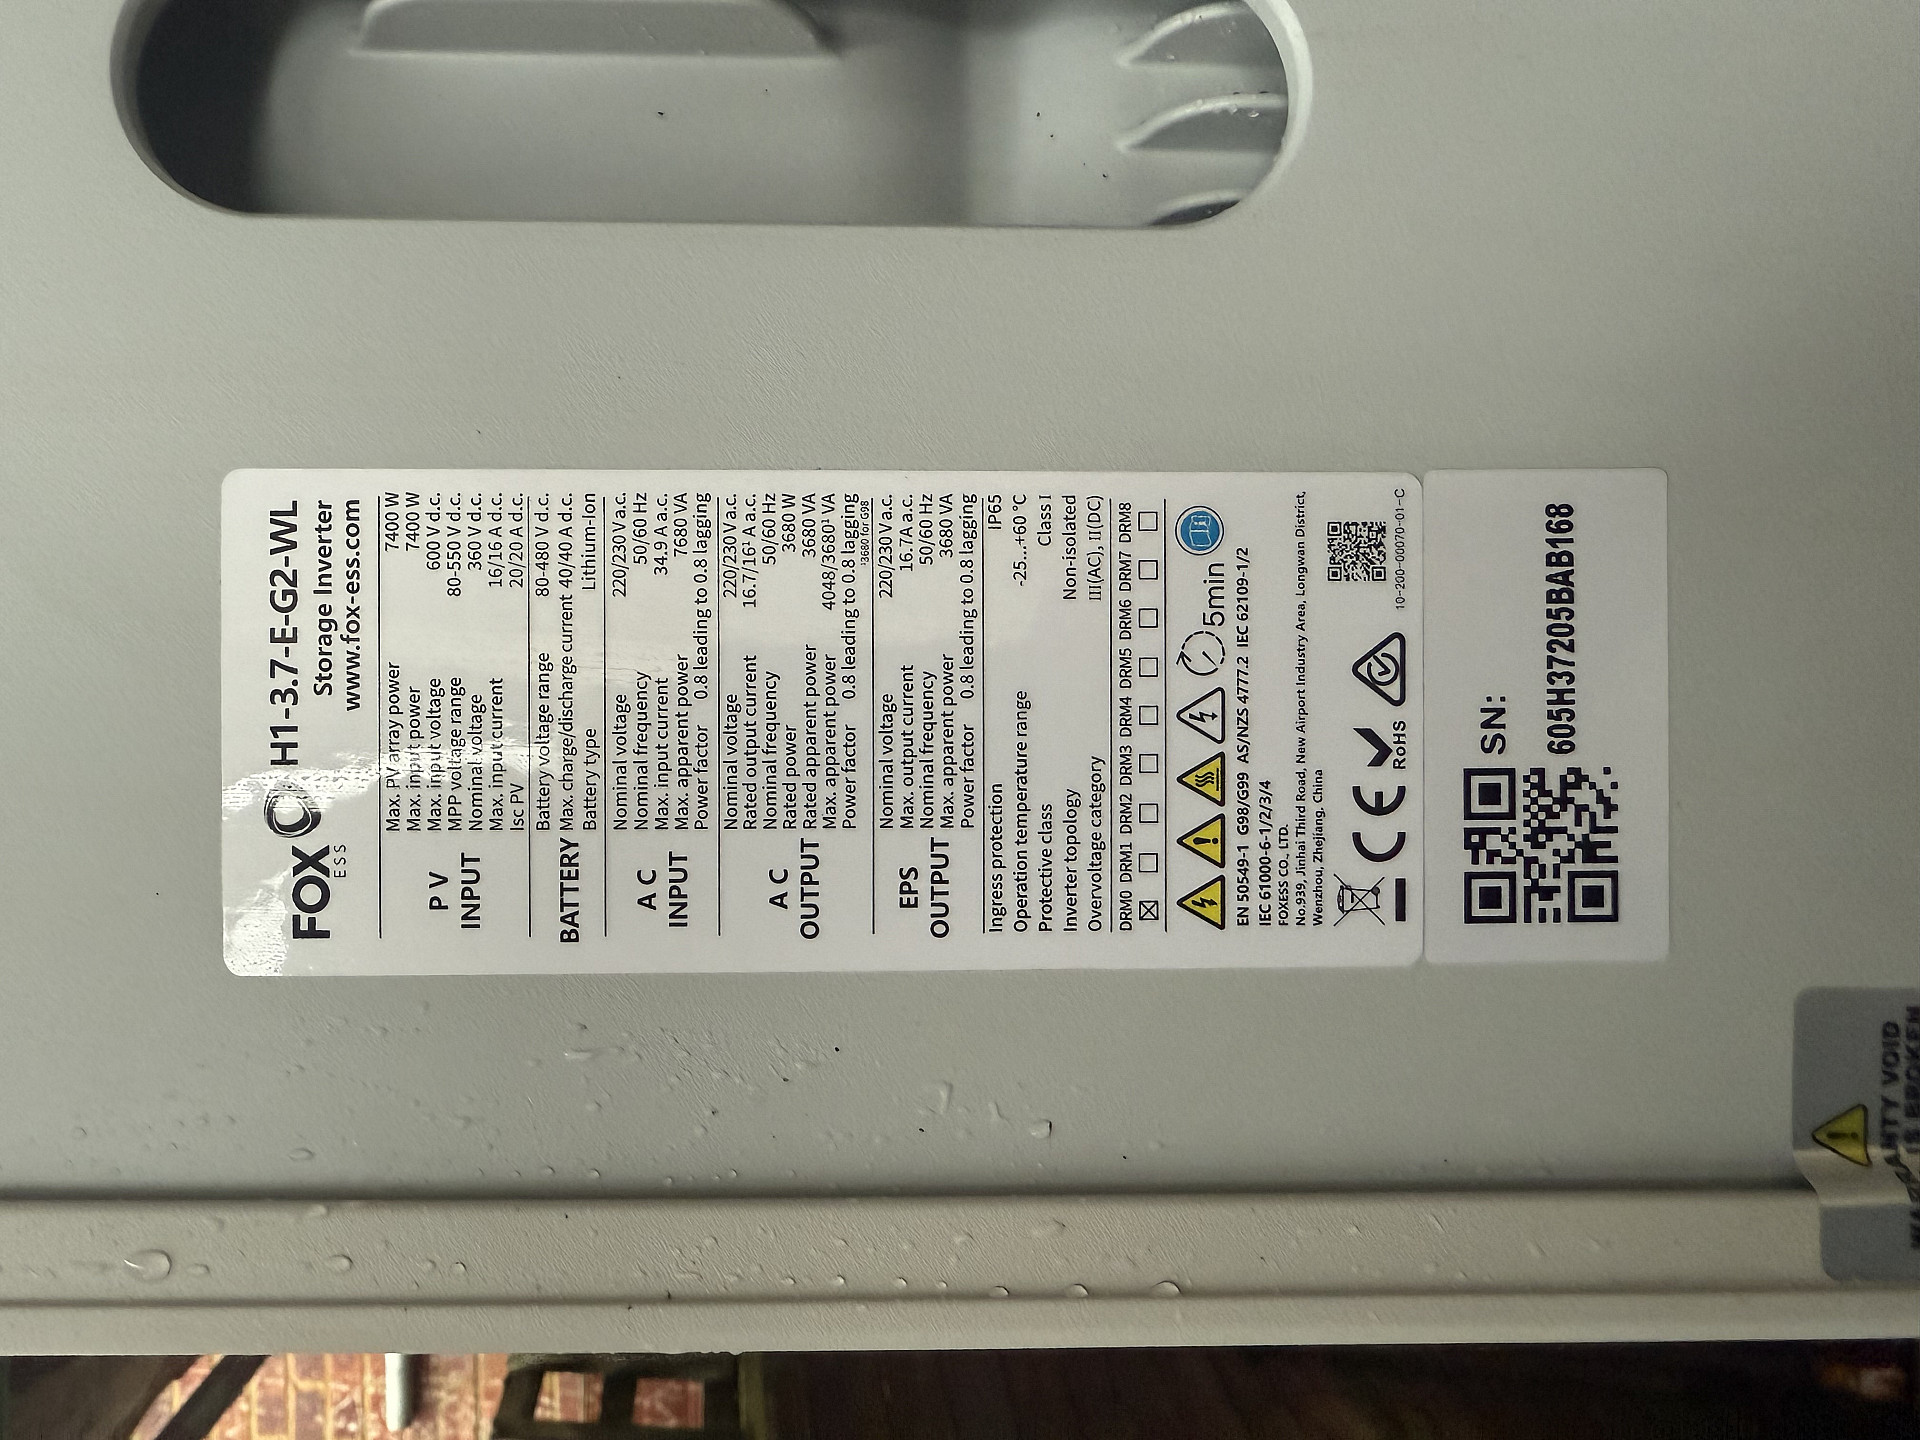 FOX ESS H1-3.7-E-G2-WL
Storage Inverter
www.fox-ess.com
PV INPUT
Max. PV array power 7400 W
Max. input power 7400 W
Max. input voltage 600 V d.c.
MPP voltage range 80-550 V d.c.
Nominal voltage 360 V d.c.
Max. input current 16/16 A d.c.
Isc PV 20/20 A d.c.
BATTERY
Battery voltage range 80-480 V d.c.
Max. charge/discharge current 40/40 A d.c.
Battery type Lithium-Ion
AC INPUT
Nominal voltage 220/230 V a.c.
Nominal frequency 50/60 Hz
Max. input current 34.9 A a.c.
Max. apparent power 7680 VA
Power factor 0.8 leading to 0.8 lagging
AC OUTPUT
Nominal voltage 220/230 V a.c.
Rated output current 16.7/16¹ A a.c.
Nominal frequency 50/60 Hz
Rated power 3680 W
Rated apparent power 3680 VA
Max. apparent power 4048/3680¹ VA
Power factor 0.8 leading to 0.8 lagging
¹3680 for G98
EPS OUTPUT
Nominal voltage 220/230 V a.c.
Max. output current 16.7A a.c.
Nominal frequency 50/60 Hz
Max. apparent power 3680 VA
Power factor 0.8 leading to 0.8 lagging
Ingress protection IP65
Operation temperature range -25...+60 °C
Protective class Class I
Inverter topology Non-isolated
Overvoltage category III(AC), II(DC)
DRM0 DRM1 DRM2 DRM3 DRM4 DRM5 DRM6 DRM7 DRM8
5min
EN 50549-1 G98/G99 AS/NZS 4777.2 IEC 62109-1/2
IEC 61000-6-1/2/3/4
FOXESS CO., LTD.
No.939, Jinhai Third Road, New Airport Industry Area, Longwan District,
Wenzhou, Zhejiang, China
CE RoHS
10-200-00070-01-C
SN:
605H37205BAB168
WARRANTY VOID
IS BROKEN